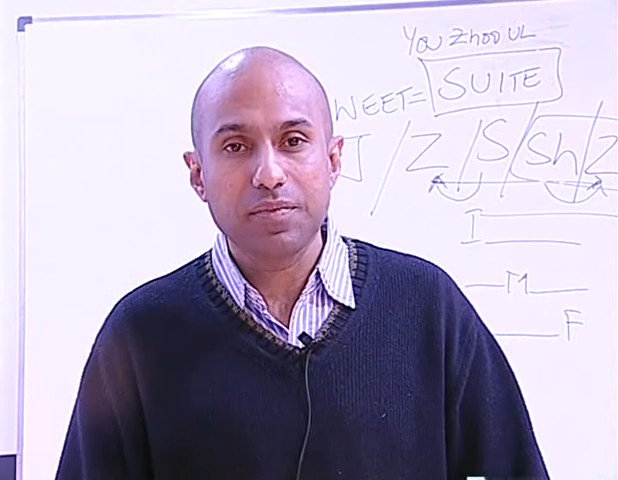 You Zhoo UL
WEET= SUITE
J / Z / S / Sh / Z
I
M
F